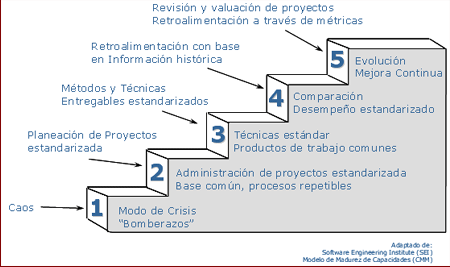 Revisión y valuación de proyectos
Retroalimentación a través de métricas
Retroalimentación con base
en Información histórica
5
Evolución
Mejora Continua
Métodos y Técnicas
Entregables estandarizados
4
Comparación
Desempeño estandarizado
Planeación de Proyectos
estandarizada
3
Técnicas estándar
Productos de trabajo comunes
2
Administración de proyectos estandarizada
Base común, procesos repetibles
Caos
1
Modo de Crisis
“Bomberazos”
Adaptado de:
Software Engineering Institute (SEI)
Modelo de Madurez de Capacidades (CMM)